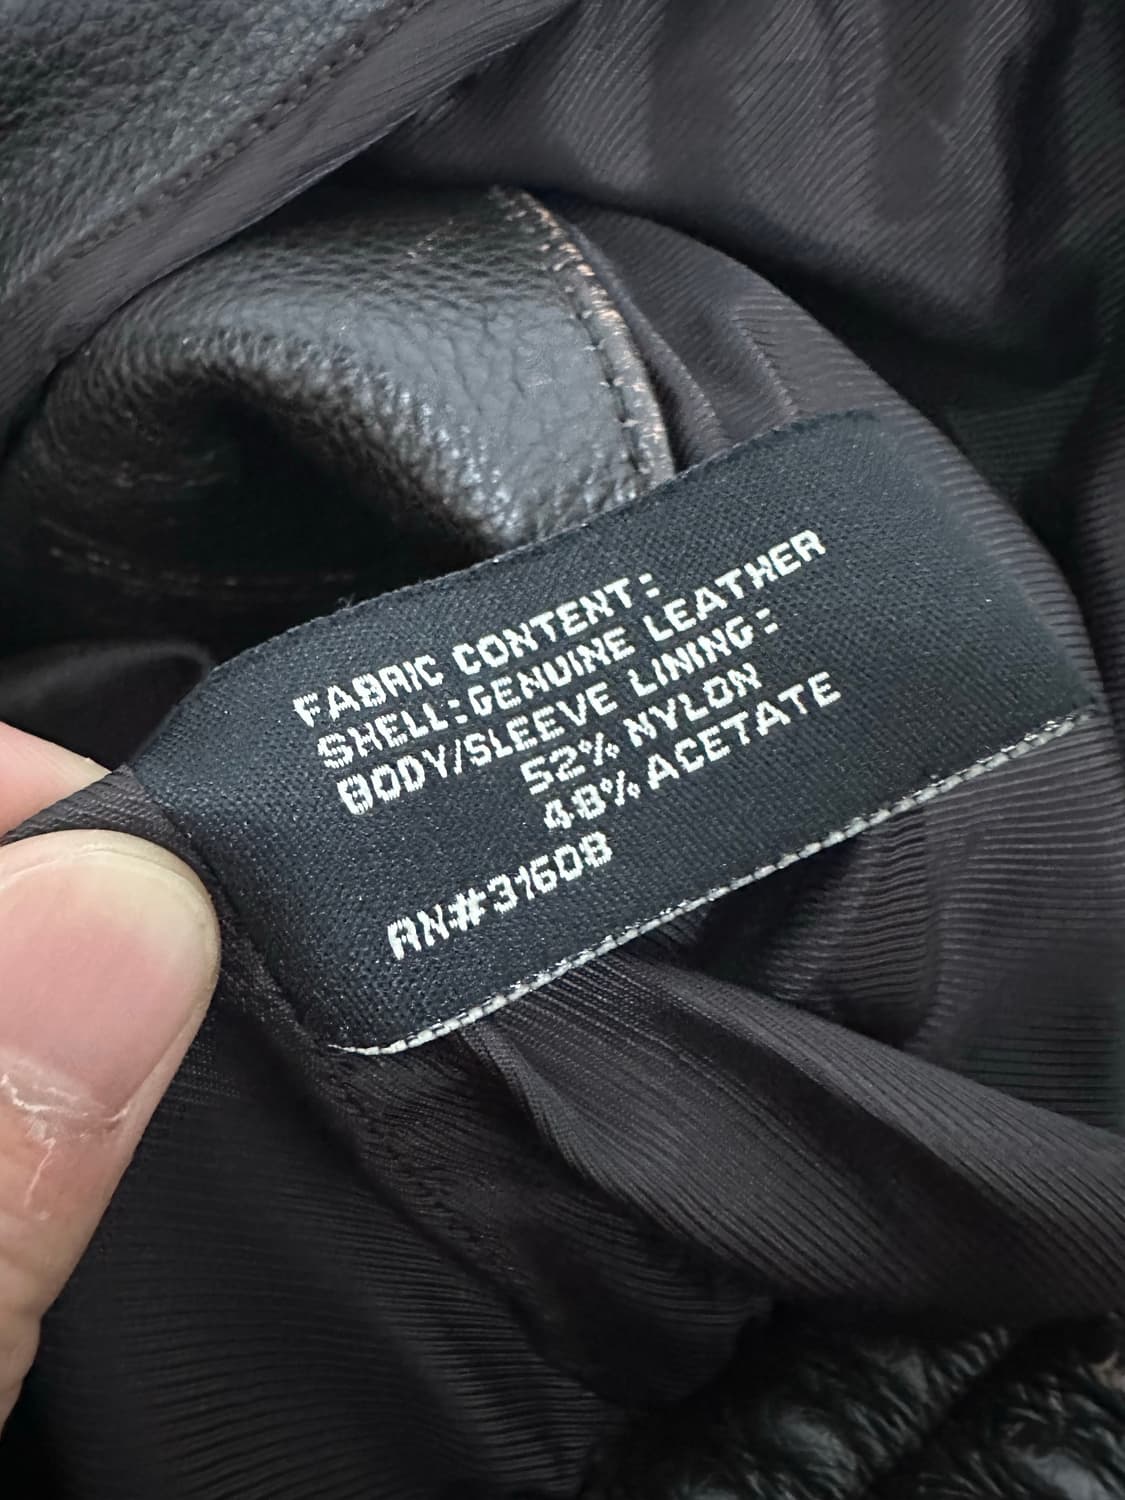 FABRIC CONTENT:
SHELL:GENUINE LEATHER
BODY/SLEEVE LINING:
52% NYLON
48% ACETATE
RN#31608